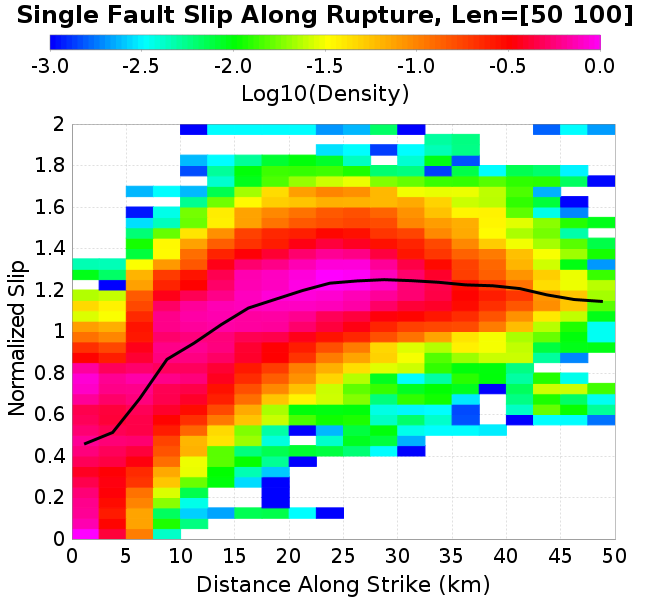 Single Fault Slip Along Rupture, Len=[50 100]
-3.0 -2.5 -2.0 -1.5 -1.0 -0.5 0.0
Log10(Density)
2
1.8
1.6
1.4
1.2
1
0.8
0.6
0.4
0.2
0
Normalized Slip
0 5 10 15 20 25 30 35 40 45 50
Distance Along Strike (km)